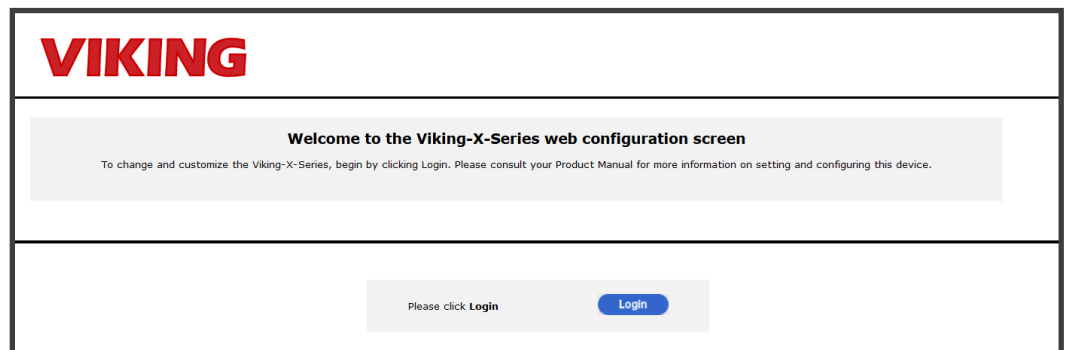 VIKING
Welcome to the Viking-X-Series web configuration screen
To change and customize the Viking-X-Series, begin by clicking Login. Please consult your Product Manual for more information on setting and configuring this device.
Please click Login
Login